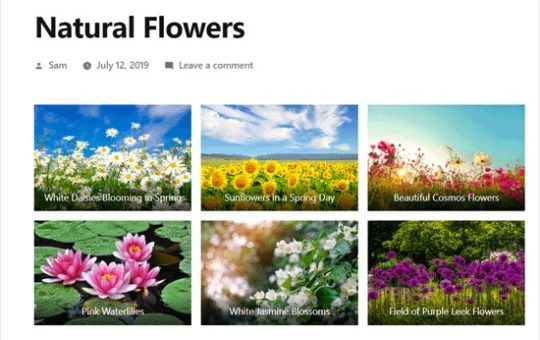 Natural Flowers
Sam July 12, 2019 Leave a comment
White Daisies Blooming in Spring
Sunflowers in a Spring Day
Beautiful Cosmos Flowers
Pink Waterlilies
White Jasmine Blossoms
Field of Purple Leek Flowers